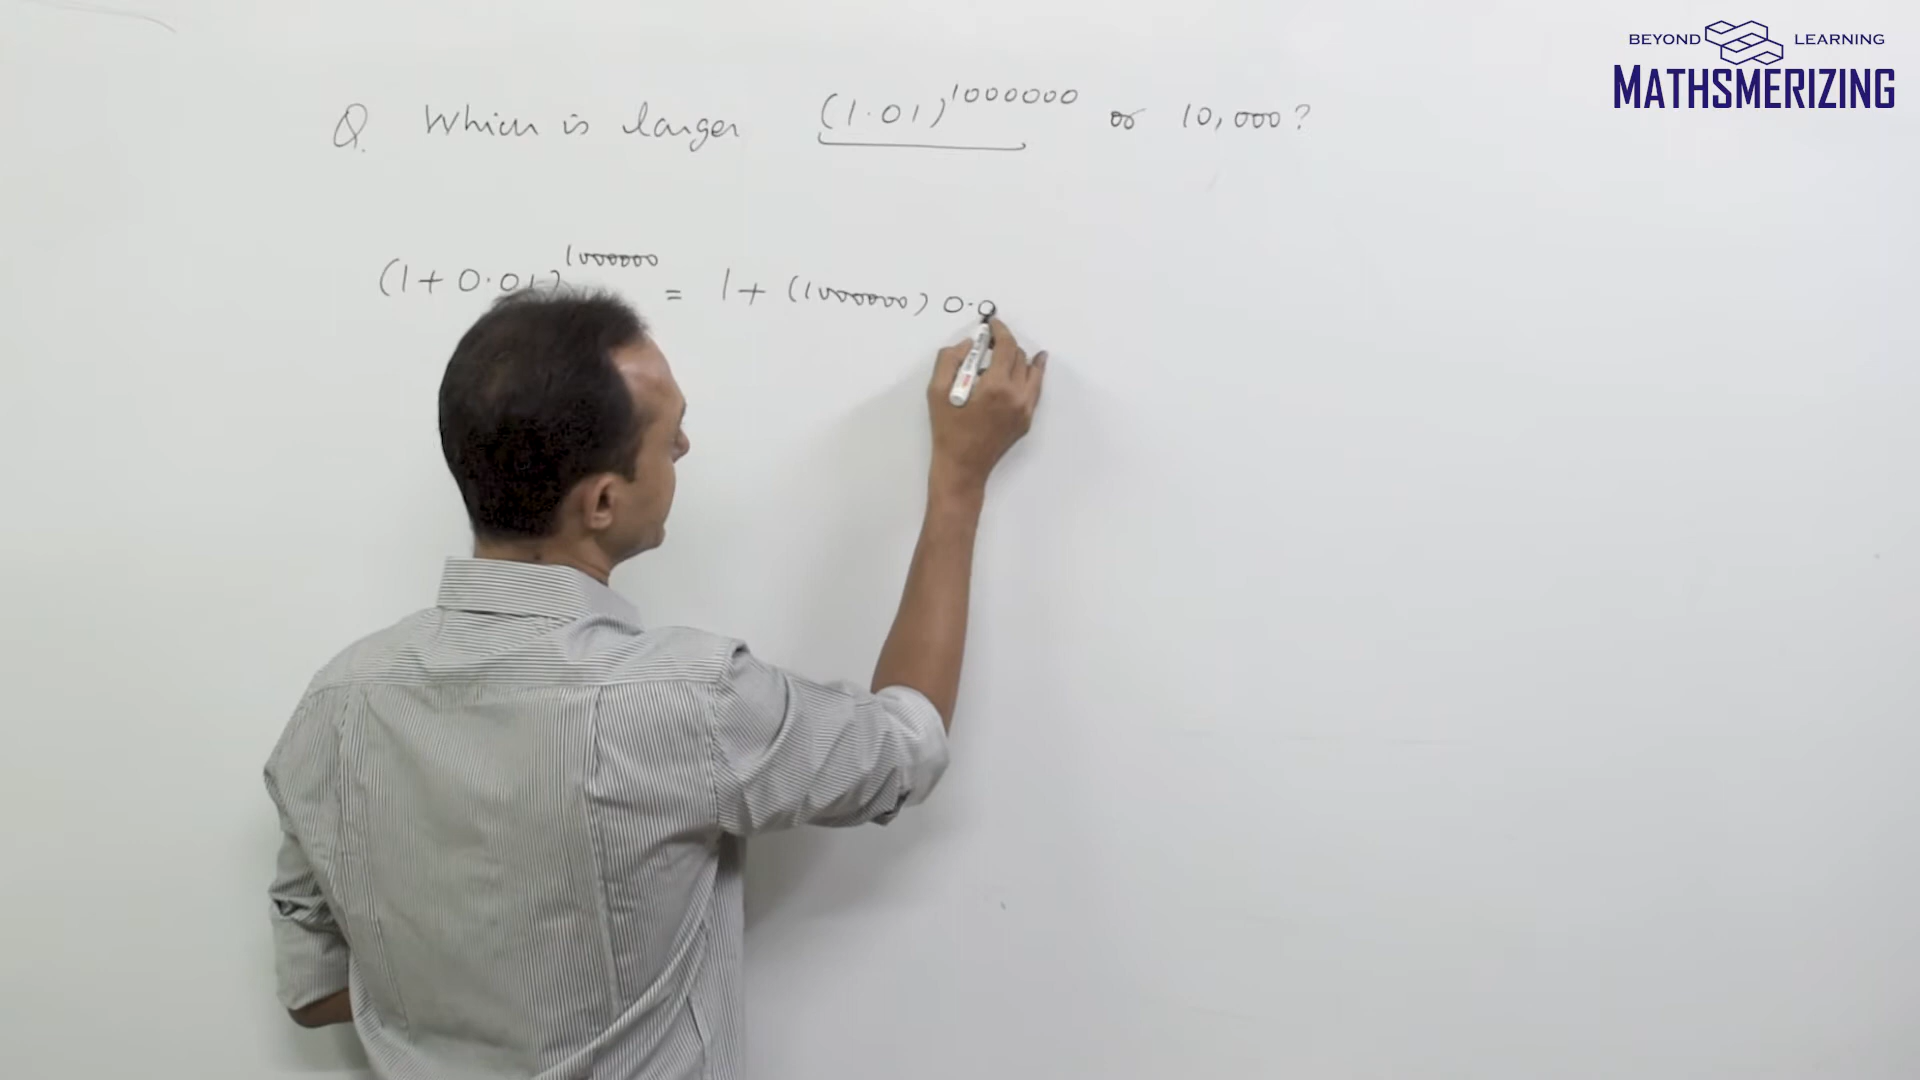 BEYOND LEARNING
MATHSMERIZING
Q. Which is larger (1.01)^1000000 or 10,000?
(1+0.01)^1000000 = 1+ (1000000) 0.0